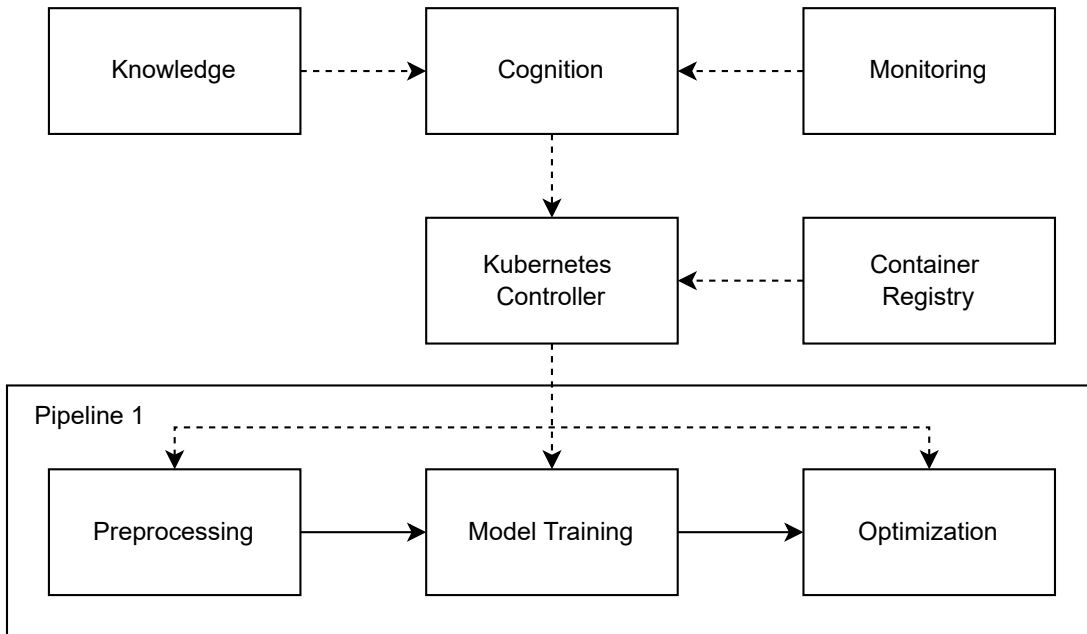 Knowledge
Cognition
Monitoring
Kubernetes
Controller
Container
Registry
Pipeline 1
Preprocessing
Model Training
Optimization